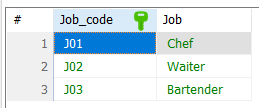 # Job_code Job
1 J01 Chef
2 J02 Waiter
3 J03 Bartender